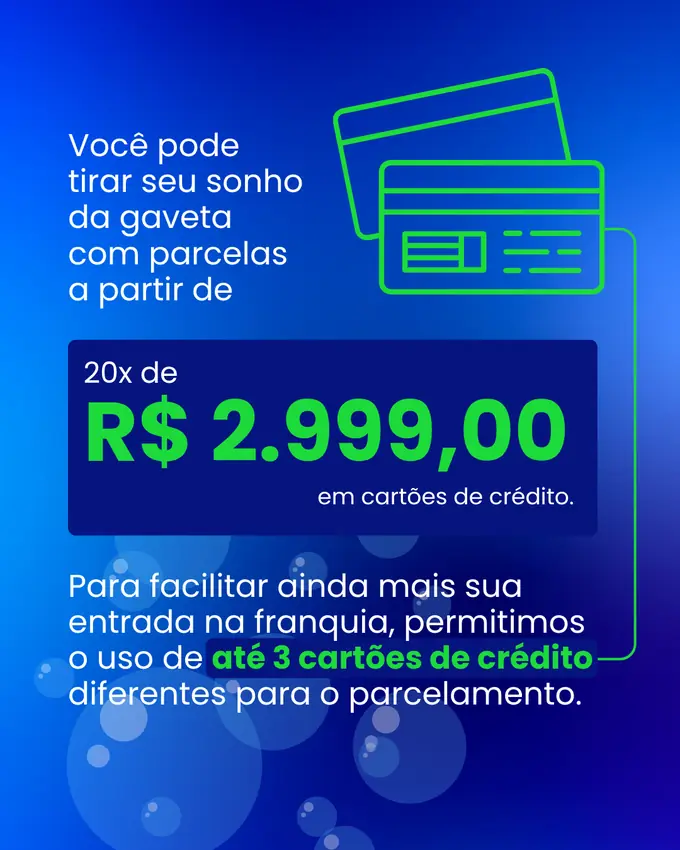 Você pode
tirar seu sonho
da gaveta
com parcelas
a partir de
20x de
R$ 2.999,00
em cartões de crédito.
Para facilitar ainda mais sua
entrada na franquia, permitimos
o uso de até 3 cartões de crédito
diferentes para o parcelamento.